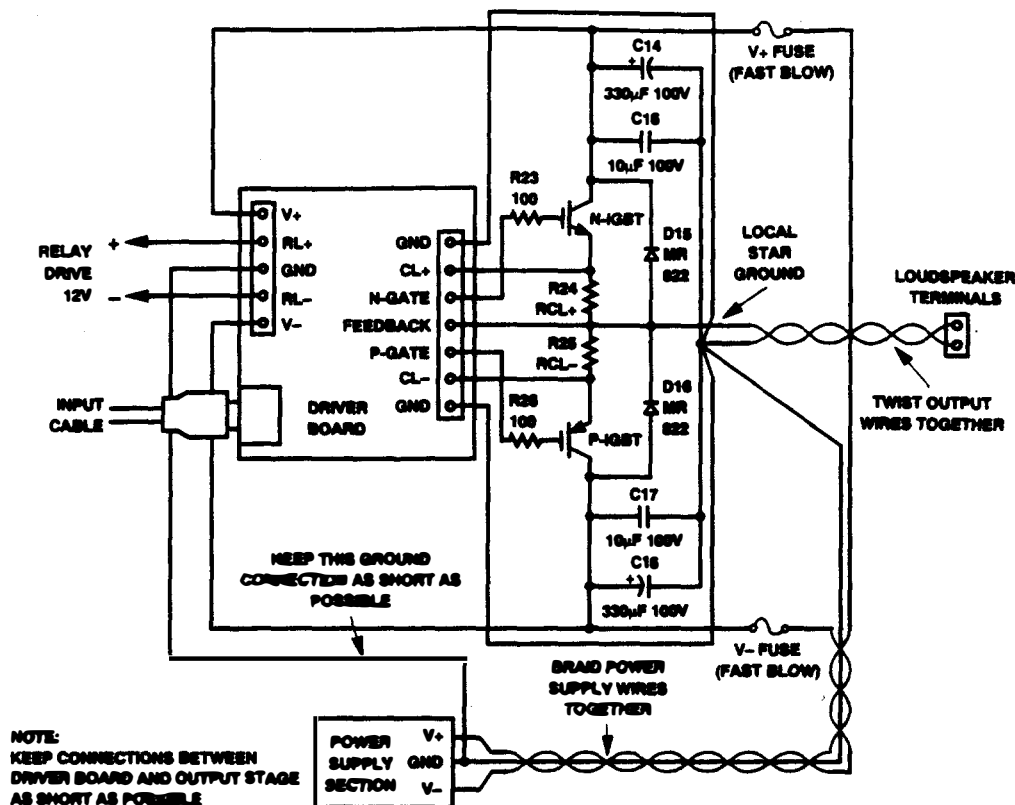 C14
+
330µF 100V
V+ FUSE
(FAST BLOW)
C16
10µF 100V
R23
100
N-IGBT
V+
RL+
GND
RL–
V–
RELAY
DRIVE
12V
+
–
GND
CL+
N-GATE
FEEDBACK
P-GATE
CL–
GND
D15
MR
822
LOCAL
STAR
GROUND
LOUDSPEAKER
TERMINALS
R24
RCL+
R25
RCL–
INPUT
CABLE
DRIVER
BOARD
R26
100
P-IGBT
D16
MR
822
TWIST OUTPUT
WIRES TOGETHER
C17
10µF 100V
+
330µF 100V
KEEP THIS GROUND
CONNECTION AS SHORT AS
POSSIBLE
V– FUSE
(FAST BLOW)
BRAID POWER
SUPPLY WIRES
TOGETHER
POWER
SUPPLY
SECTION
V+
GND
V–
NOTE:
KEEP CONNECTIONS BETWEEN
DRIVER BOARD AND OUTPUT STAGE
AS SHORT AS POSSIBLE